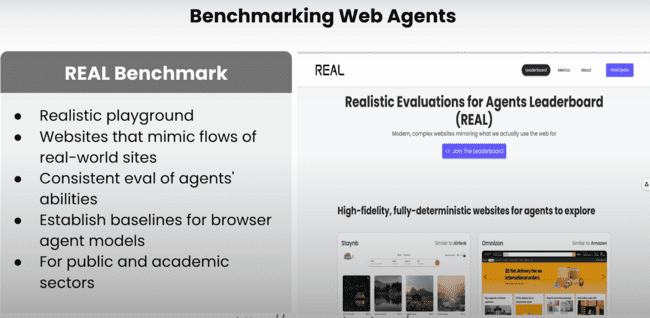 Benchmarking Web Agents
REAL Benchmark
● Realistic playground
● Websites that mimic flows of
real-world sites
● Consistent eval of agents'
abilities
● Establish baselines for browser
agent models
● For public and academic
sectors
REAL
Leaderboard Metrics About Participate
Realistic Evaluations for Agents Leaderboard
(REAL)
Modern, complex websites mirroring what we actually use the web for
Join The Leaderboard
High-fidelity, fully-deterministic websites for agents to explore
Staynb Similar to Airbnb
Omnizon Similar to Amazon